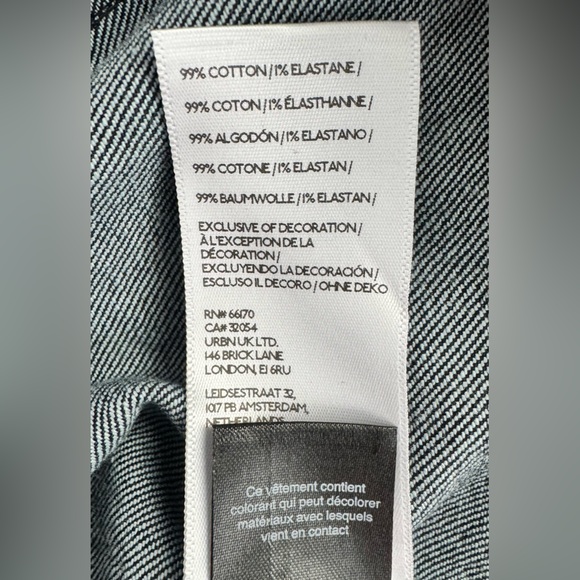 99% COTTON/1% ELASTANE/
99% COTON/1% ÉLASTHANNE/
99% ALGODÓN/1% ELASTANO/
99% COTONE/1% ELASTAN/
99% BAUMWOLLE/1% ELASTAN/
EXCLUSIVE OF DECORATION/
À L'EXCEPTION DE LA
DÉCORATION/
EXCLUYENDO LA DECORACIÓN/
ESCLUSO IL DECORO/OHNE DEKO
RN# 66170
CA# 32054
URBN UK LTD.
146 BRICK LANE
LONDON, E1 6RU
LEIDSESTRAAT 32,
1017 PB AMSTERDAM,
NETHERLANDS
Ce vêtement contient
colorant qui peut décolorer
matériaux avec lesquels
vient en contact